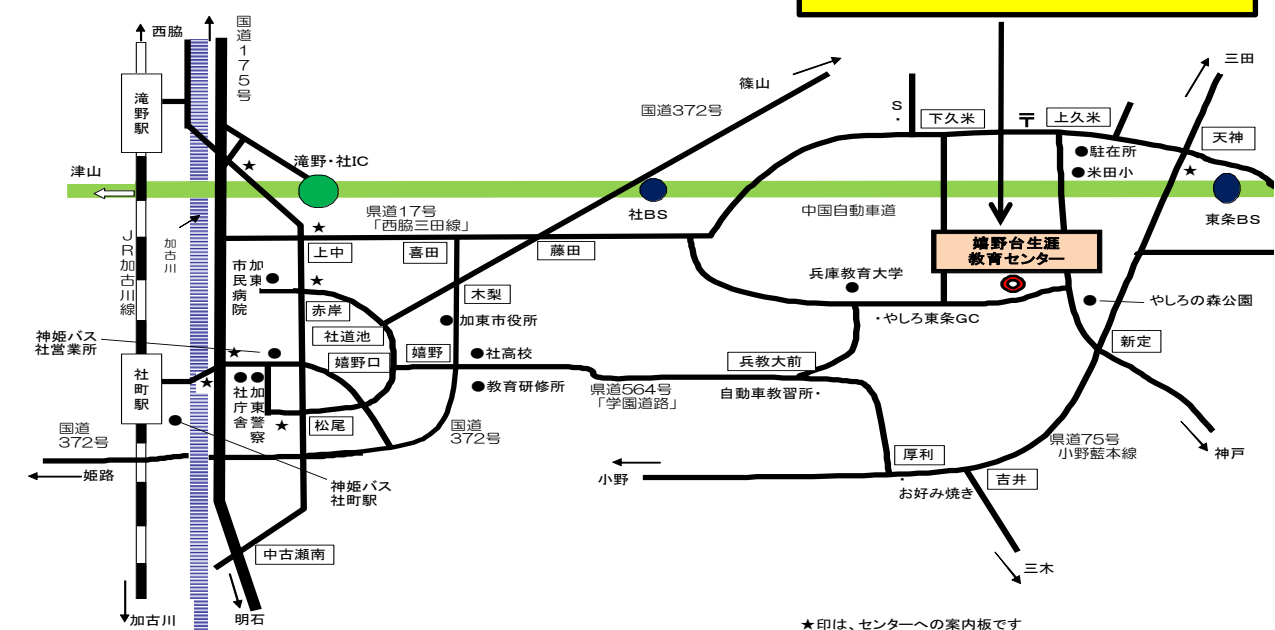 西脇
国道175号
滝野駅
津山
滝野・社IC
加古川
JR加古川線
県道17号
「西脇三田線」
篠山
国道372号
社BS
S・
下久米
〒
上久米
駐在所
米田小
三田
天神
東条BS
中国自動車道
上中
喜田
藤田
加東
市民病院
赤岸
社道池
木梨
加東市役所
嬉野台生涯
教育センター
兵庫教育大学
・やしろ東条GC
やしろの森公園
新定
神姫バス
社営業所
嬉野口
嬉野
社高校
教育研修所
社町駅
社庁舎
加東警察
松尾
国道
372号
県道564号
「学園道路」
兵教大前
自動車教習所・
国道
372号
姫路
神姫バス
社町駅
小野
厚利
・お好み焼き
吉井
県道75号
小野藍本線
神戸
中古瀬南
三木
加古川
明石
★印は、センターへの案内板です